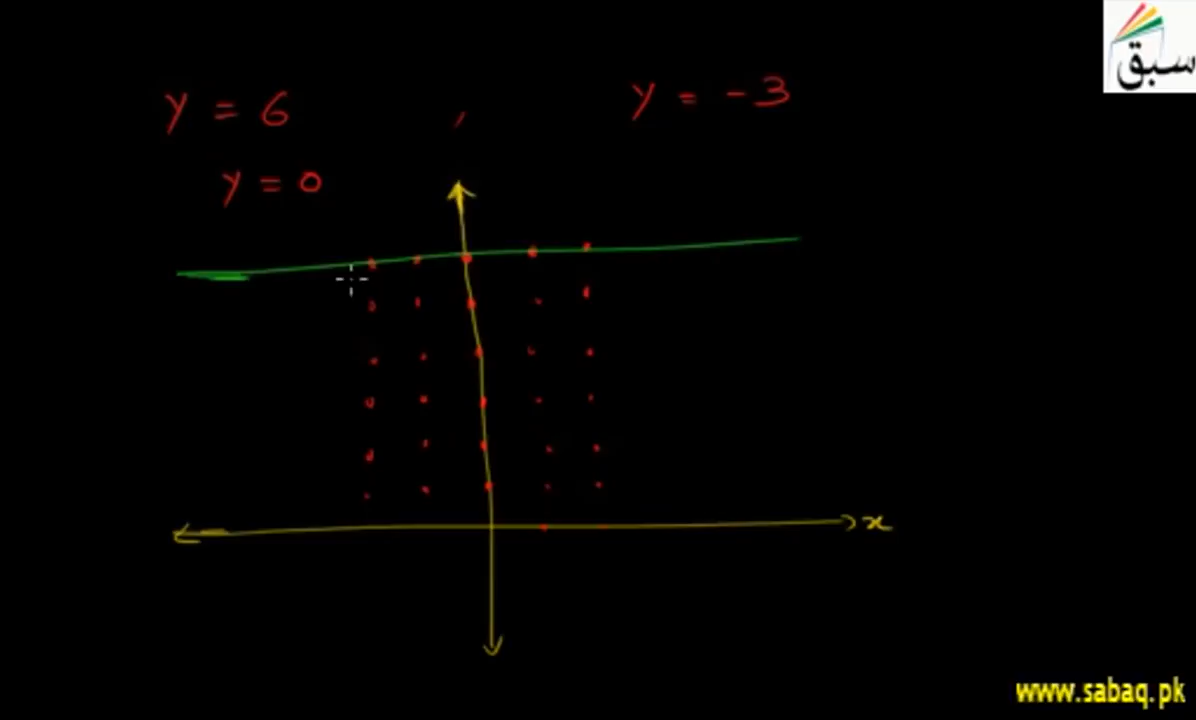 سبق
y = 6 , y = -3
y = 0
x
www.sabaq.pk